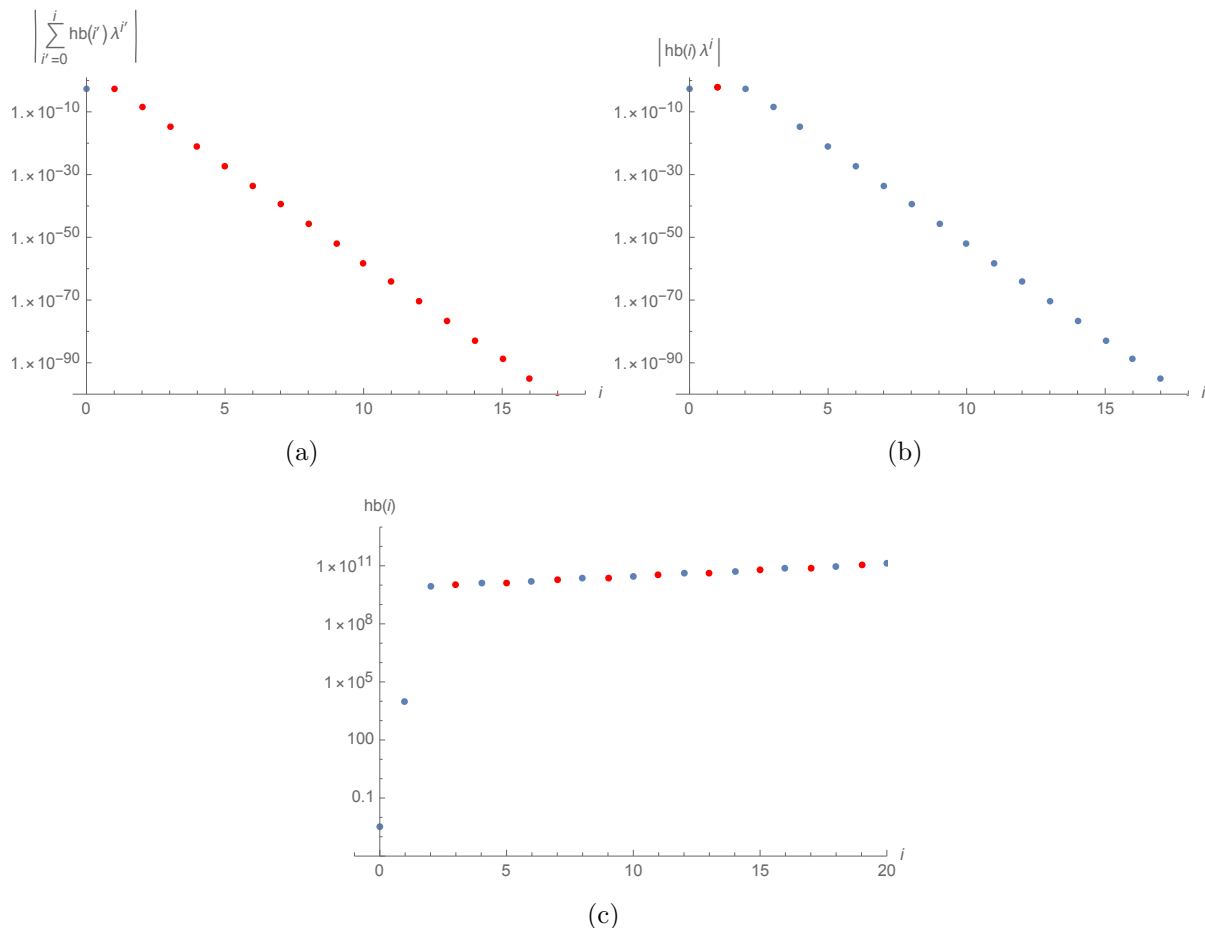 | ∑_{i'=0}^{i} hb(i') λ^{i'} |
1.×10^{-10}
1.×10^{-30}
1.×10^{-50}
1.×10^{-70}
1.×10^{-90}
0 5 10 15 i
(a)
| hb(i) λ^{i} |
1.×10^{-10}
1.×10^{-30}
1.×10^{-50}
1.×10^{-70}
1.×10^{-90}
0 5 10 15 i
(b)
hb(i)
1×10^{11}
1×10^{8}
1×10^{5}
100
0.1
0 5 10 15 20 i
(c)